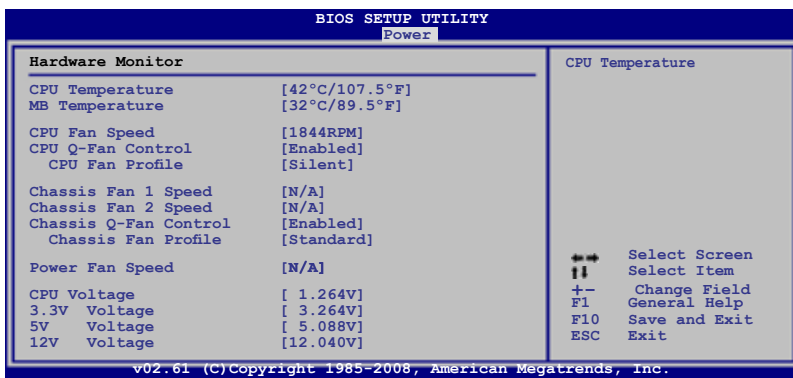 BIOS SETUP UTILITY
Power
Hardware Monitor
CPU Temperature [42°C/107.5°F]
MB Temperature [32°C/89.5°F]
CPU Fan Speed [1844RPM]
CPU Q-Fan Control [Enabled]
CPU Fan Profile [Silent]
Chassis Fan 1 Speed [N/A]
Chassis Fan 2 Speed [N/A]
Chassis Q-Fan Control [Enabled]
Chassis Fan Profile [Standard]
Power Fan Speed [N/A]
CPU Voltage [ 1.264V]
3.3V Voltage [ 3.264V]
5V Voltage [ 5.088V]
12V Voltage [12.040V]
CPU Temperature
←→ Select Screen
↑↓ Select Item
+- Change Field
F1 General Help
F10 Save and Exit
ESC Exit
v02.61 (C)Copyright 1985-2008, American Megatrends, Inc.